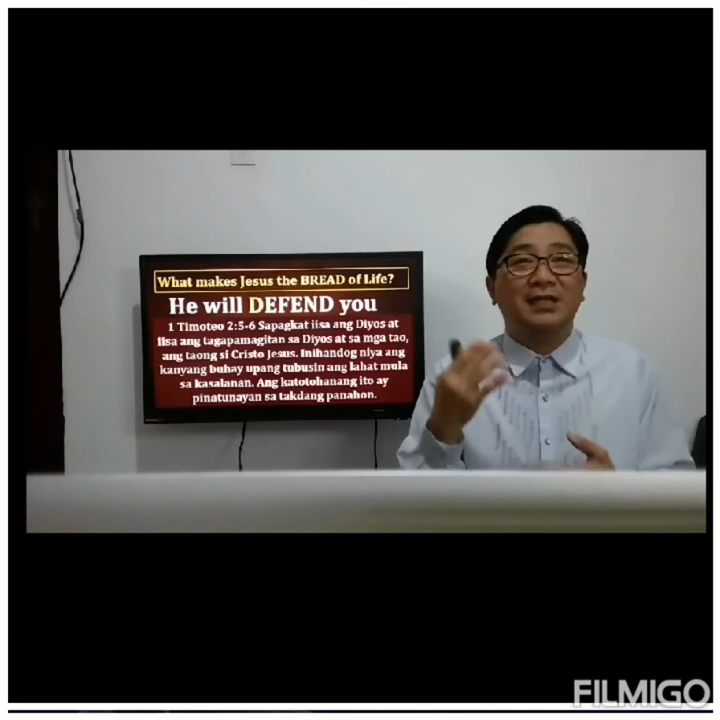 What makes Jesus the BREAD of Life?
He will DEFEND you
1 Timoteo 2:5-6 Sapagkat iisa ang Diyos at
iisa ang tagapamagitan sa Diyos at sa mga tao,
ang taong si Cristo Jesus. Inihandog niya ang
kanyang buhay upang tubusin ang lahat mula
sa kasalanan. Ang katotohanang ito ay
pinatunayan sa takdang panahon.
FILMIGO